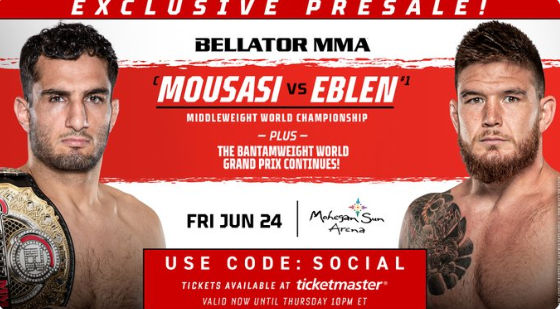 EXCLUSIVE PRESALE!
BELLATOR MMA
C MOUSASI VS EBLEN #1
MIDDLEWEIGHT WORLD CHAMPIONSHIP
— PLUS —
THE BANTAMWEIGHT WORLD
GRAND PRIX CONTINUES!
FRI JUN 24
Mohegan Sun
Arena
USE CODE: SOCIAL
TICKETS AVAILABLE AT ticketmaster®
VALID NOW UNTIL THURSDAY 10PM ET